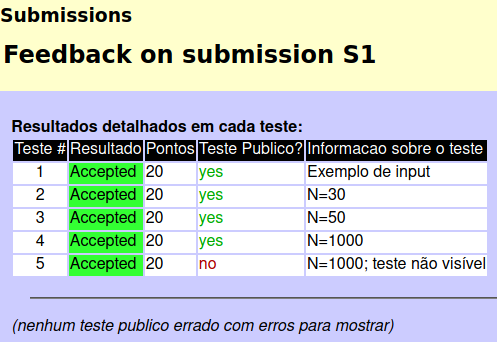 Submissions
Feedback on submission S1
Resultados detalhados em cada teste:
Teste # Resultado Pontos Teste Publico? Informacao sobre o teste
1 Accepted 20 yes Exemplo de input
2 Accepted 20 yes N=30
3 Accepted 20 yes N=50
4 Accepted 20 yes N=1000
5 Accepted 20 no N=1000; teste não visível
(nenhum teste publico errado com erros para mostrar)